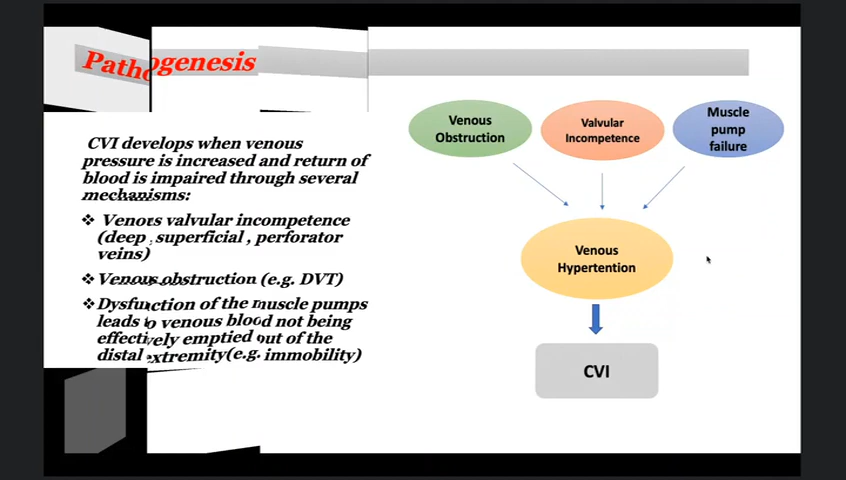 Pathogenesis
CVI develops when venous
pressure is increased and return of
blood is impaired through several
mechanisms:
❖ Venous valvular incompetence
(deep , superficial , perforator
veins)
❖ Venous obstruction (e.g. DVT)
❖ Dysfunction of the muscle pumps
leads to venous blood not being
effectively emptied out of the
distal extremity(e.g. immobility)
Venous
Obstruction
Valvular
Incompetence
Muscle
pump
failure
Venous
Hypertention
CVI